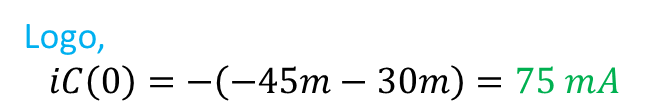 Logo,
iC(0) = −(−45m − 30m) = 75 mA